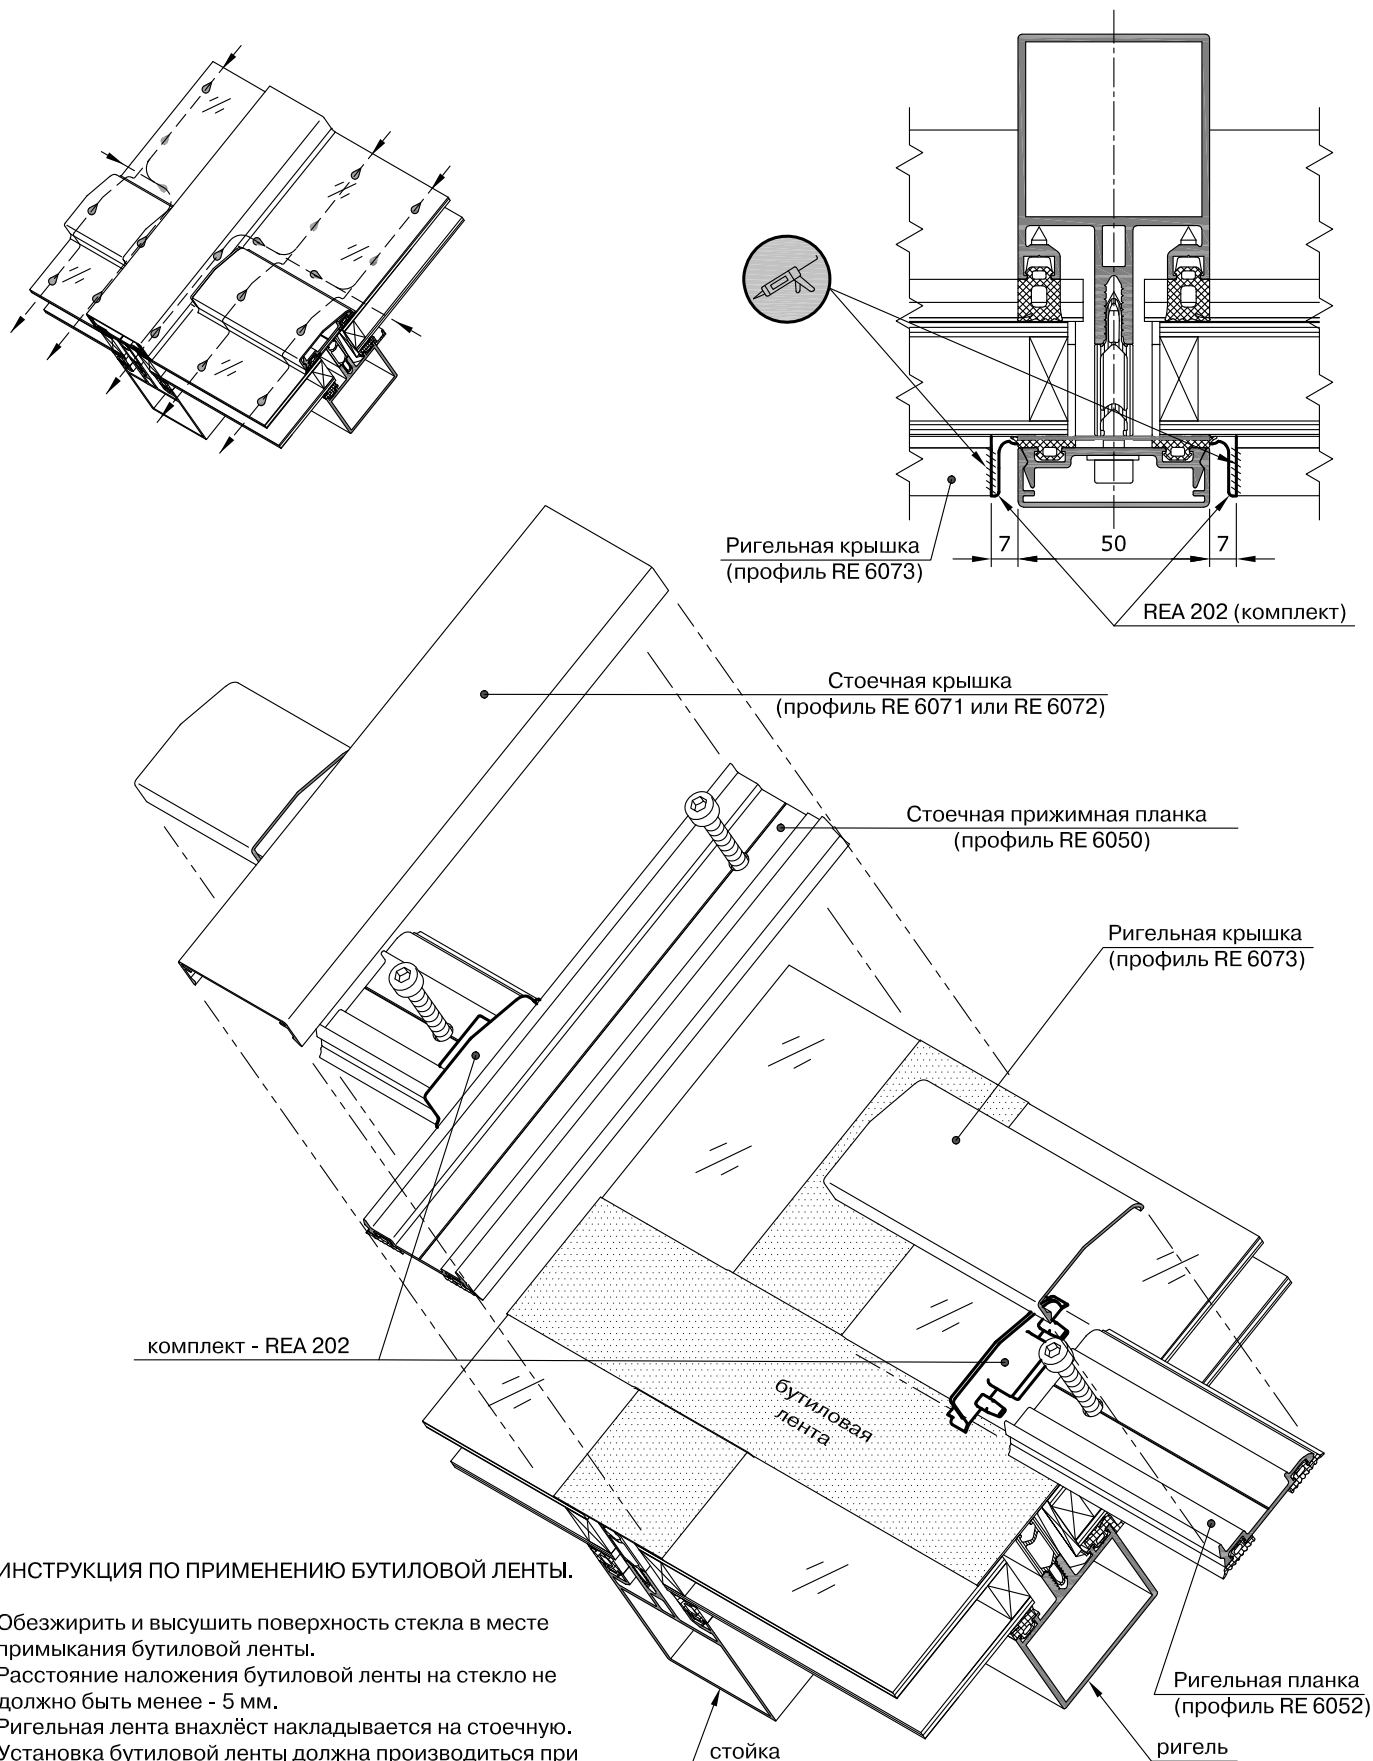 Ригельная крышка
(профиль RE 6073)
7
50
7
REA 202 (комплект)
Стоечная крышка
(профиль RE 6071 или RE 6072)
Стоечная прижимная планка
(профиль RE 6050)
Ригельная крышка
(профиль RE 6073)
комплект - REA 202
бутиловая
лента
ИНСТРУКЦИЯ ПО ПРИМЕНЕНИЮ БУТИЛОВОЙ ЛЕНТЫ.
Обезжирить и высушить поверхность стекла в месте
примыкания бутиловой ленты.
Расстояние наложения бутиловой ленты на стекло не
должно быть менее - 5 мм.
Ригельная лента внахлёст накладывается на стоечную.
Установка бутиловой ленты должна производиться при
Ригельная планка
(профиль RE 6052)
стойка
ригель